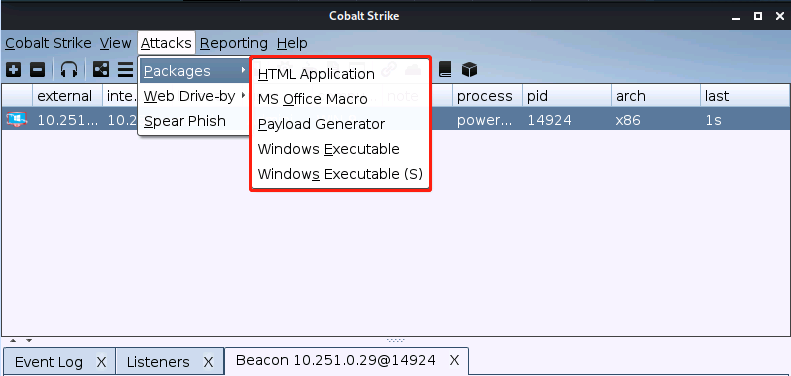 Cobalt Strike
Cobalt Strike View Attacks Reporting Help
Packages
Web Drive-by
Spear Phish
HTML Application
MS Office Macro
Payload Generator
Windows Executable
Windows Executable (S)
external inte... note process pid arch last
10.251... 10.2 power... 14924 x86 1s
Event Log X Listeners X Beacon 10.251.0.29@14924 X